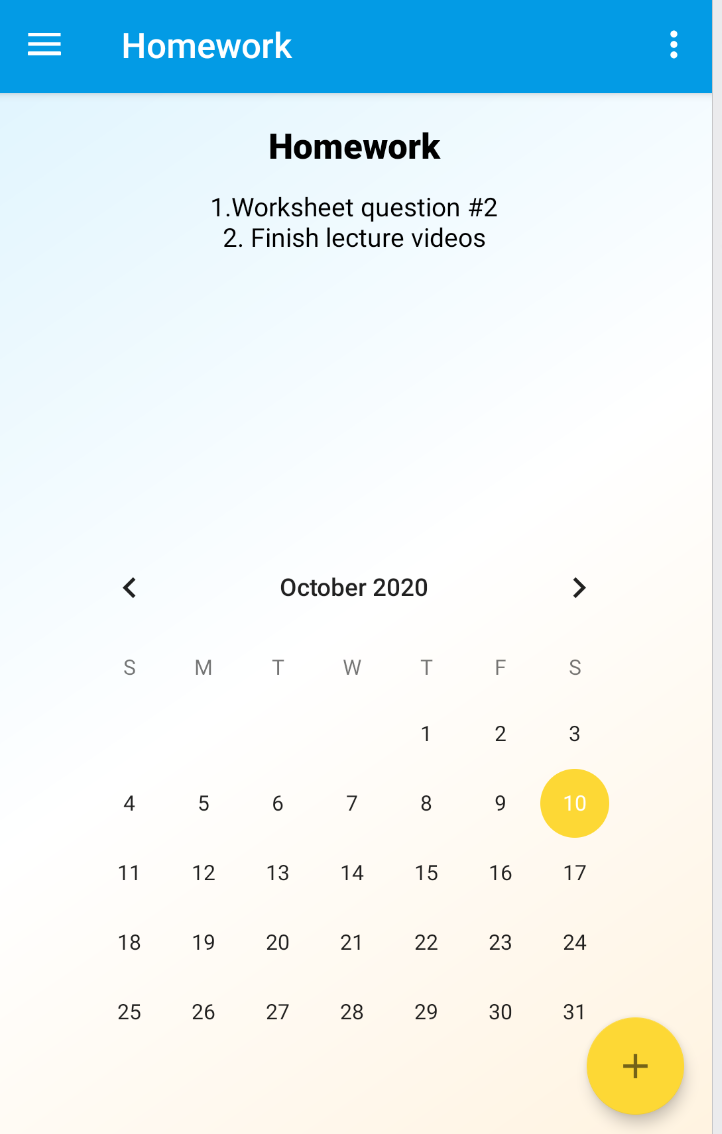 Homework
Homework
1.Worksheet question #2
2. Finish lecture videos
October 2020
S M T W T F S
1 2 3
4 5 6 7 8 9 10
11 12 13 14 15 16 17
18 19 20 21 22 23 24
25 26 27 28 29 30 31
+